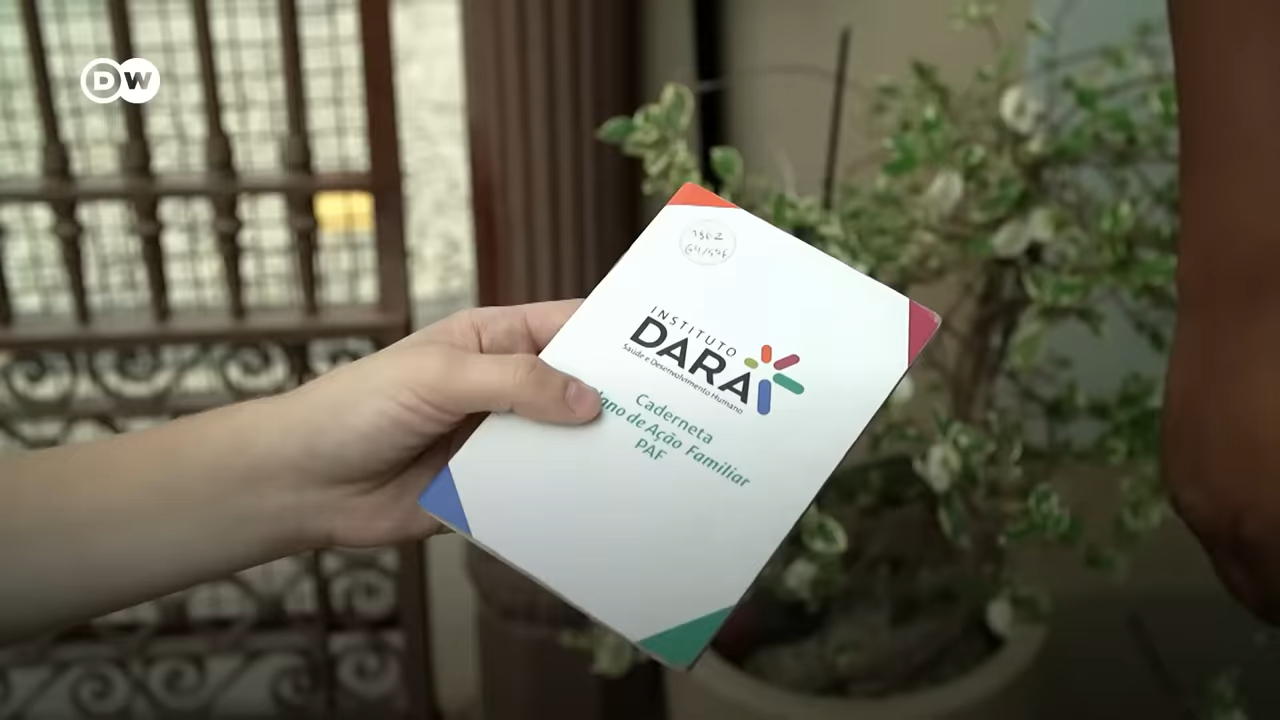 DW
INSTITUTO
DARA
Saúde e Desenvolvimento Humano
Caderneta
de Ação Familiar
PAF